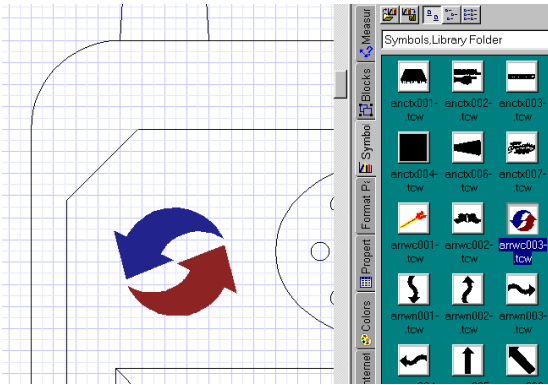 Symbols,Library Folder
Measur
Blocks
Symbo
Format Pa
Propert
Colors
Internet
anctx001-
.tcw
anctx002-
.tcw
anctx003-
.tcw
anctx004-
.tcw
anctx006-
.tcw
anctx007-
.tcw
arrwc001-
.tcw
arrwc002-
.tcw
arrwc003-
.tcw
arrwn001-
.tcw
arrwn002-
.tcw
arrwn003-
.tcw